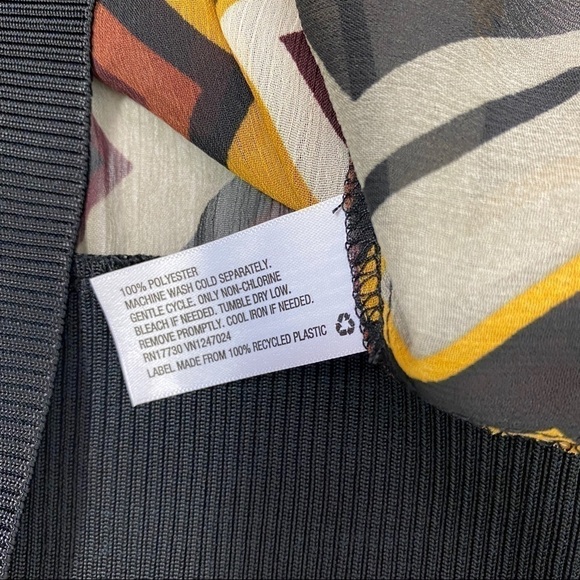 100% POLYESTER
MACHINE WASH COLD SEPARATELY.
GENTLE CYCLE. ONLY NON-CHLORINE
BLEACH IF NEEDED. TUMBLE DRY LOW.
REMOVE PROMPTLY. COOL IRON IF NEEDED.
RN17730 VN1247024
LABEL MADE FROM 100% RECYCLED PLASTIC